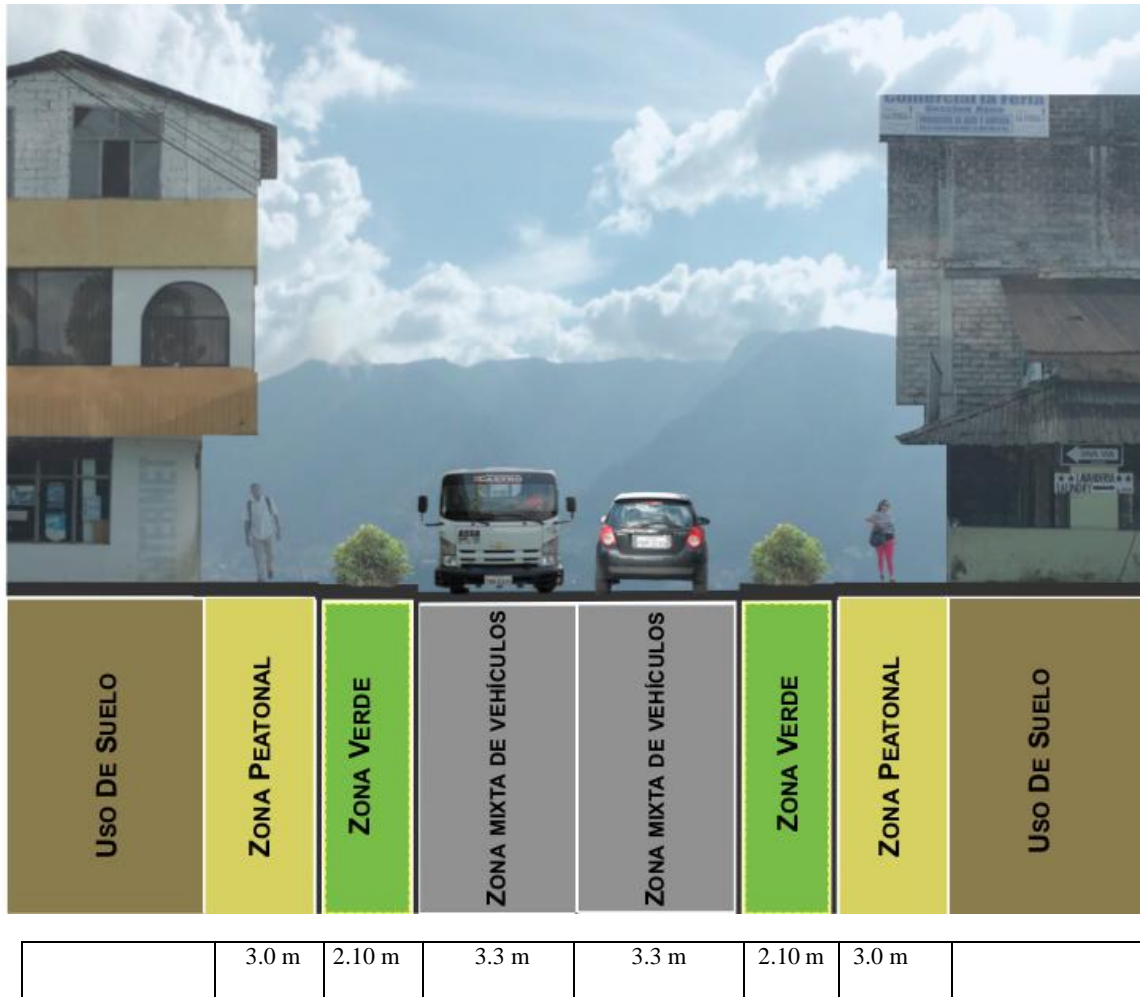 Comercial la Feria
CASTRO
UNA VIA
LAVANDERIA
LAUNDRY
USO DE SUELO
ZONA PEATONAL
ZONA VERDE
ZONA MIXTA DE VEHÍCULOS
ZONA MIXTA DE VEHÍCULOS
ZONA VERDE
ZONA PEATONAL
USO DE SUELO
3.0 m 2.10 m 3.3 m 3.3 m 2.10 m 3.0 m